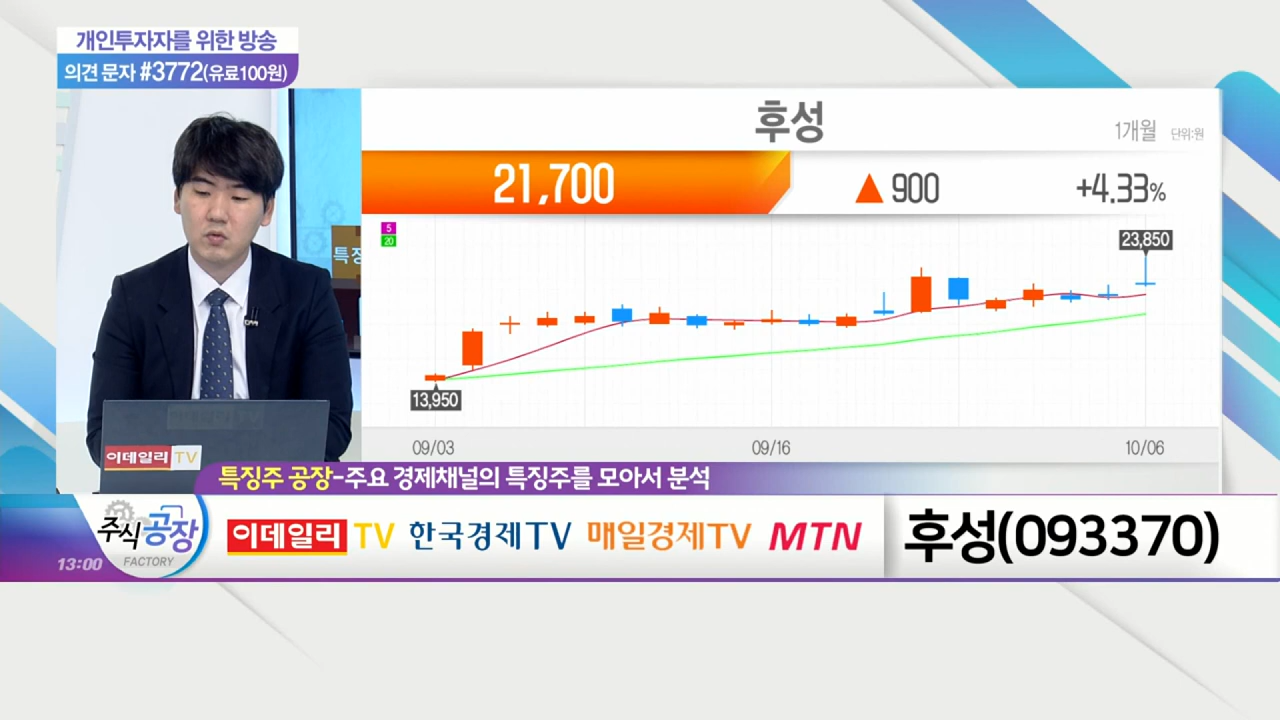 개인투자자를 위한 방송
의견 문자 #3772(유료100원)
후성
1개월 단위:원
21,700 ▲ 900 +4.33%
5
20
특징
23,850
13,950
09/03 09/16 10/06
이데일리 TV
특징주 공장-주요 경제채널의 특징주를 모아서 분석
주식공장
FACTORY
13:00
이데일리 TV 한국경제TV 매일경제TV MTN
후성(093370)